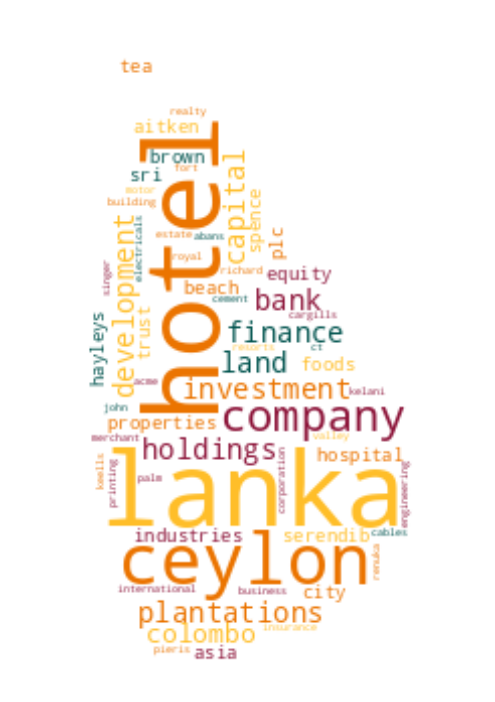 tea
realty
aitken
brown
fort
sri
motor
building
hotel
capital
spence
plc
estate
abans
electricals
development
royal
richard
singer
equity
beach
cement
bank
cargills
trust
hayleys
finance
resorts
ct
land
foods
acme
investment
kelani
john
properties
company
merchant
valley
holdings
hospital
keells
printing
palm
corporation
engineering
lanka
industries
serendib
cables
ceylon
renuka
international
business
city
plantations
colombo
insurance
pieris
asia